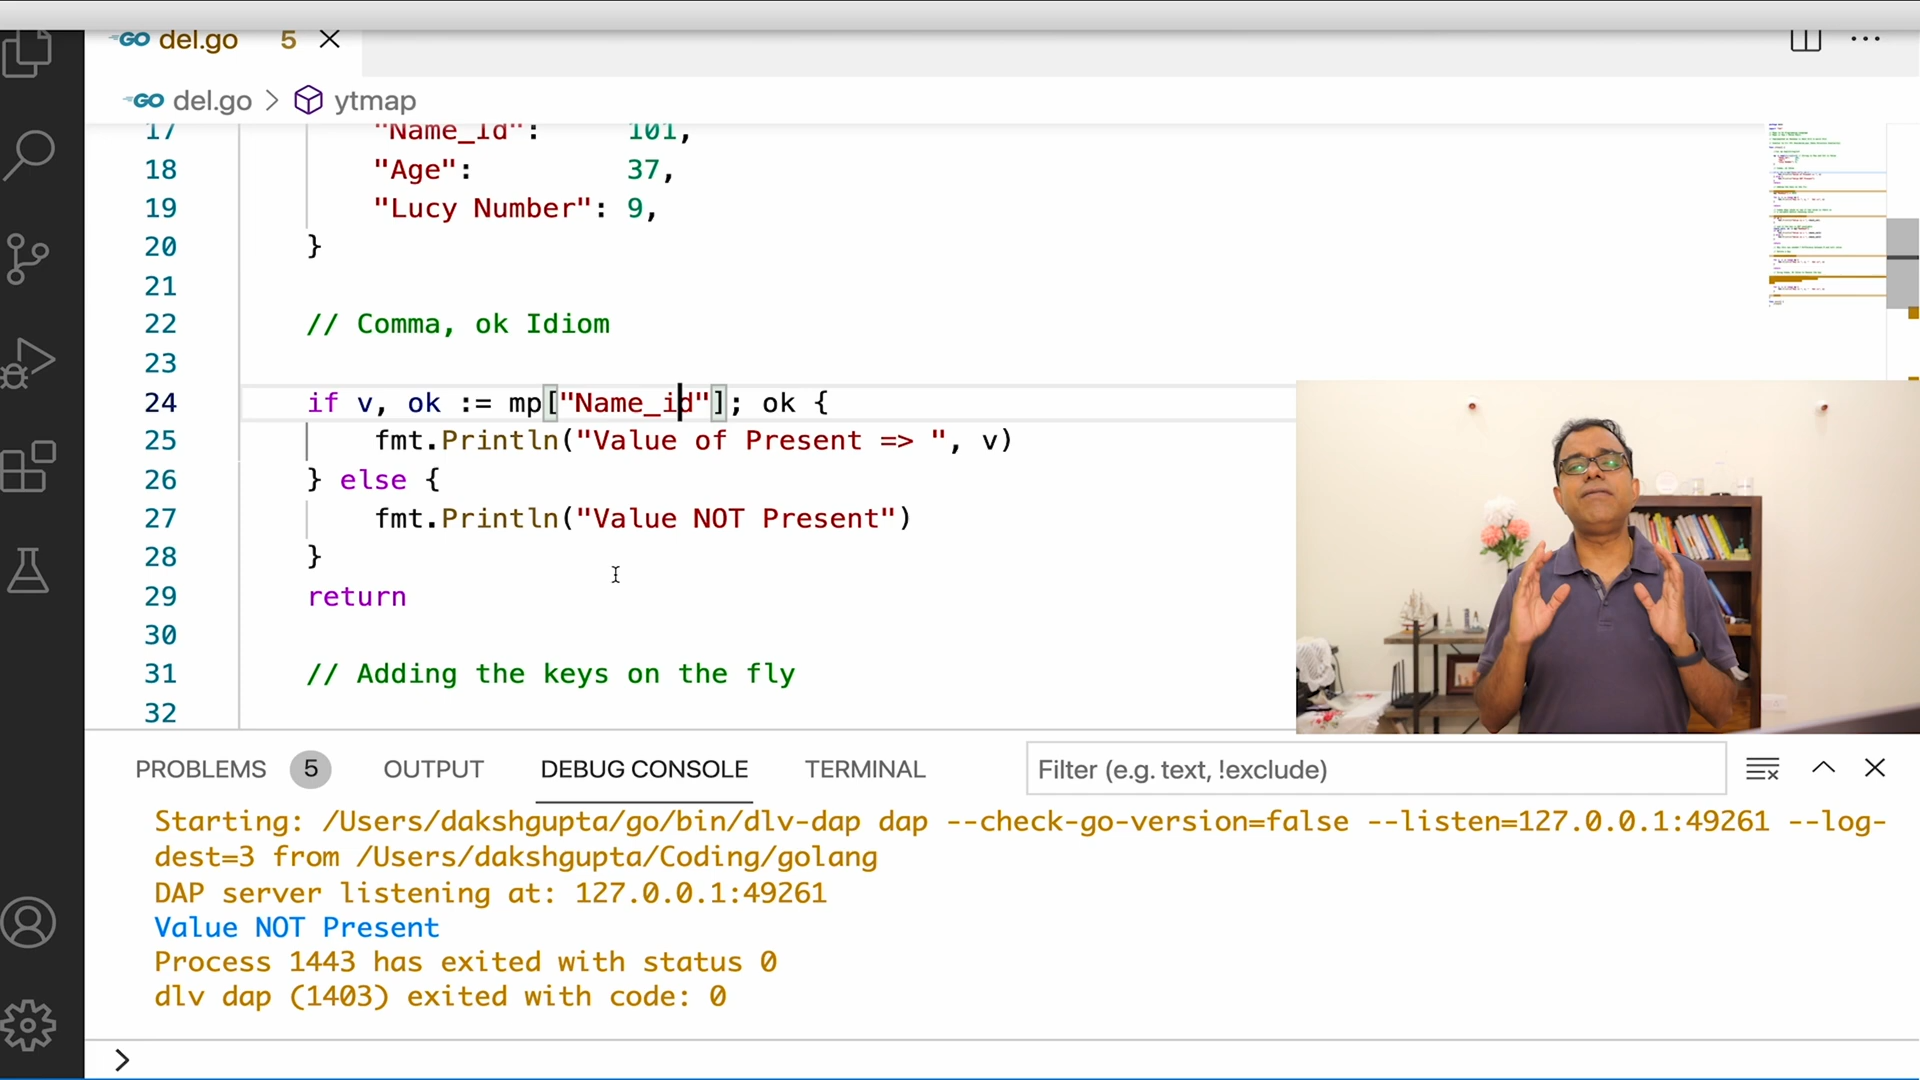 GO del.go 5
GO del.go > ytmap
17 "Name_Id": 101,
18 "Age": 37,
19 "Lucy Number": 9,
20 }
21
22 // Comma, ok Idiom
23
24 if v, ok := mp["Name_id"]; ok {
25 fmt.Println("Value of Present => ", v)
26 } else {
27 fmt.Println("Value NOT Present")
28 }
29 return
30
31 // Adding the keys on the fly
32
PROBLEMS 5 OUTPUT DEBUG CONSOLE TERMINAL Filter (e.g. text, !exclude)
Starting: /Users/dakshgupta/go/bin/dlv-dap dap --check-go-version=false --listen=127.0.0.1:49261 --log-
dest=3 from /Users/dakshgupta/Coding/golang
DAP server listening at: 127.0.0.1:49261
Value NOT Present
Process 1443 has exited with status 0
dlv dap (1403) exited with code: 0
>